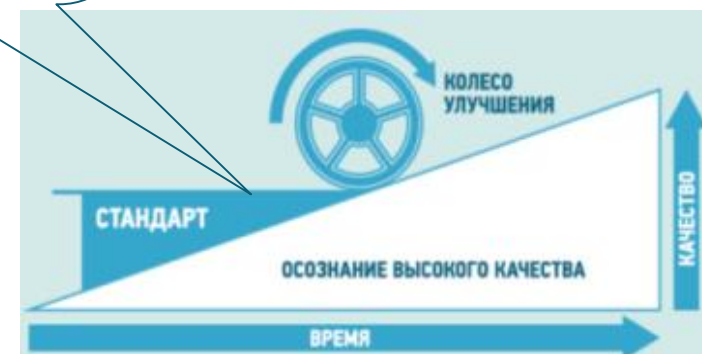 КОЛЕСО
УЛУЧШЕНИЯ
СТАНДАРТ
КАЧЕСТВО
ОСОЗНАНИЕ ВЫСОКОГО КАЧЕСТВА
ВРЕМЯ